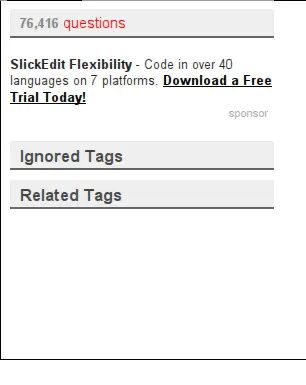 76,416 questions
SlickEdit Flexibility - Code in over 40
languages on 7 platforms. Download a Free
Trial Today!
sponsor
Ignored Tags
Related Tags